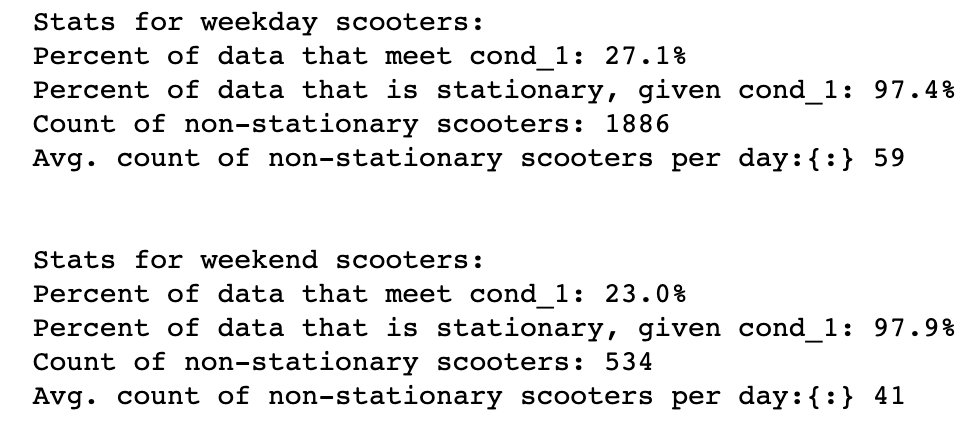 Stats for weekday scooters:
Percent of data that meet cond_1: 27.1%
Percent of data that is stationary, given cond_1: 97.4%
Count of non-stationary scooters: 1886
Avg. count of non-stationary scooters per day:{:} 59
Stats for weekend scooters:
Percent of data that meet cond_1: 23.0%
Percent of data that is stationary, given cond_1: 97.9%
Count of non-stationary scooters: 534
Avg. count of non-stationary scooters per day:{:} 41